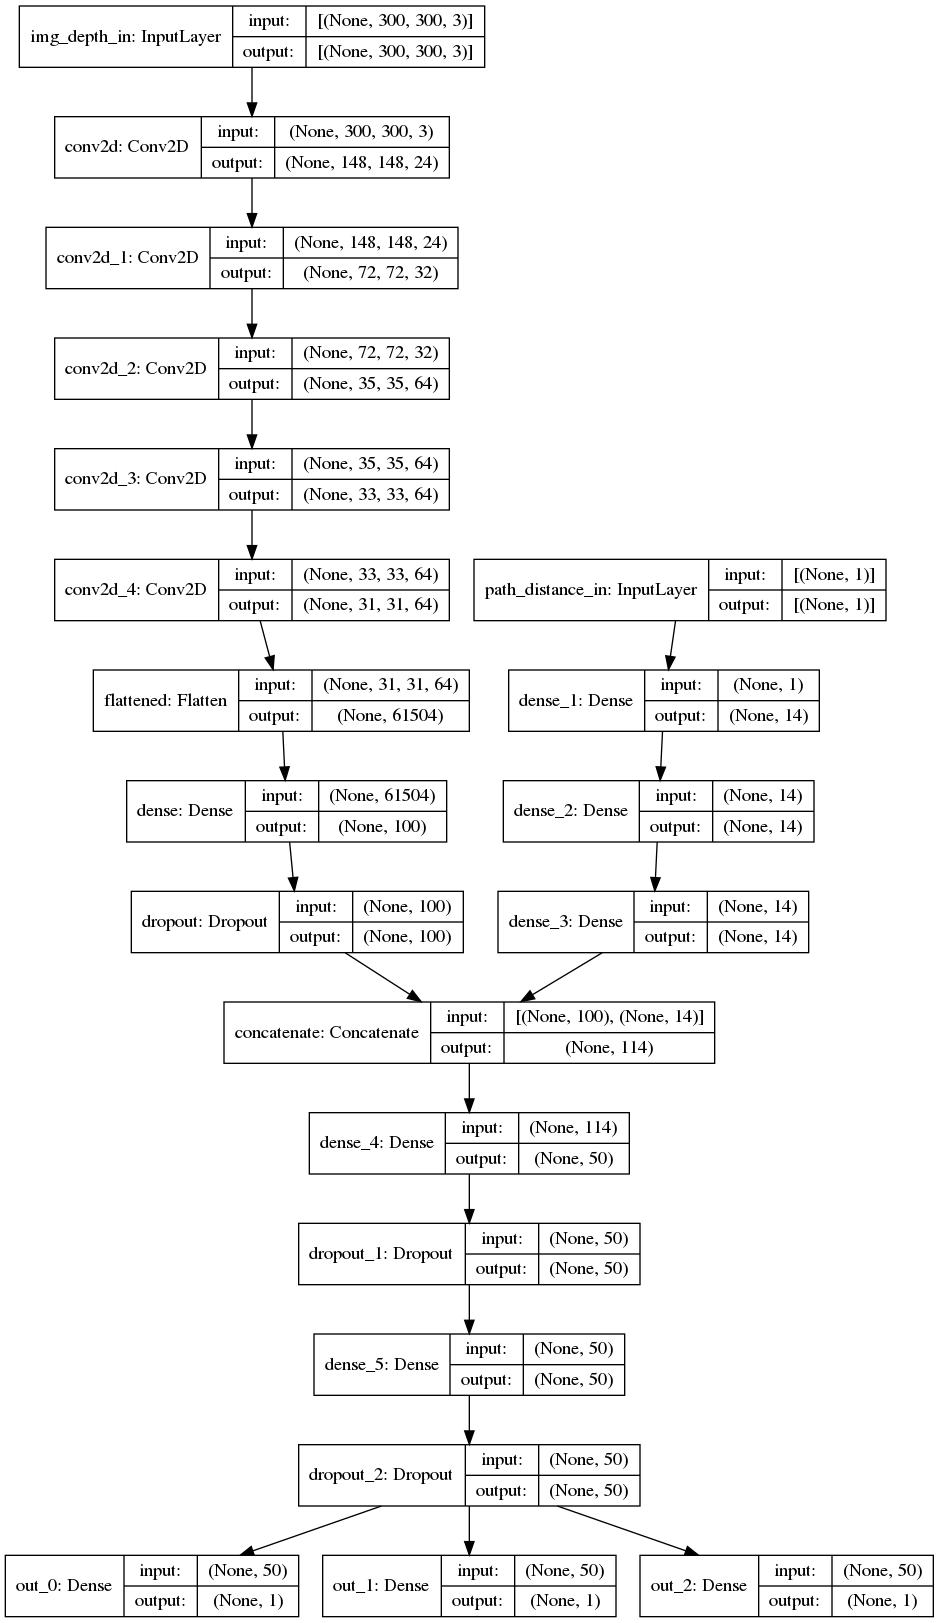 img_depth_in: InputLayer
input: [(None, 300, 300, 3)]
output: [(None, 300, 300, 3)]
conv2d: Conv2D
input: (None, 300, 300, 3)
output: (None, 148, 148, 24)
conv2d_1: Conv2D
input: (None, 148, 148, 24)
output: (None, 72, 72, 32)
conv2d_2: Conv2D
input: (None, 72, 72, 32)
output: (None, 35, 35, 64)
conv2d_3: Conv2D
input: (None, 35, 35, 64)
output: (None, 33, 33, 64)
conv2d_4: Conv2D
input: (None, 33, 33, 64)
output: (None, 31, 31, 64)
path_distance_in: InputLayer
input: [(None, 1)]
output: [(None, 1)]
flattened: Flatten
input: (None, 31, 31, 64)
output: (None, 61504)
dense_1: Dense
input: (None, 1)
output: (None, 14)
dense: Dense
input: (None, 61504)
output: (None, 100)
dense_2: Dense
input: (None, 14)
output: (None, 14)
dropout: Dropout
input: (None, 100)
output: (None, 100)
dense_3: Dense
input: (None, 14)
output: (None, 14)
concatenate: Concatenate
input: [(None, 100), (None, 14)]
output: (None, 114)
dense_4: Dense
input: (None, 114)
output: (None, 50)
dropout_1: Dropout
input: (None, 50)
output: (None, 50)
dense_5: Dense
input: (None, 50)
output: (None, 50)
dropout_2: Dropout
input: (None, 50)
output: (None, 50)
out_0: Dense
input: (None, 50)
output: (None, 1)
out_1: Dense
input: (None, 50)
output: (None, 1)
out_2: Dense
input: (None, 50)
output: (None, 1)